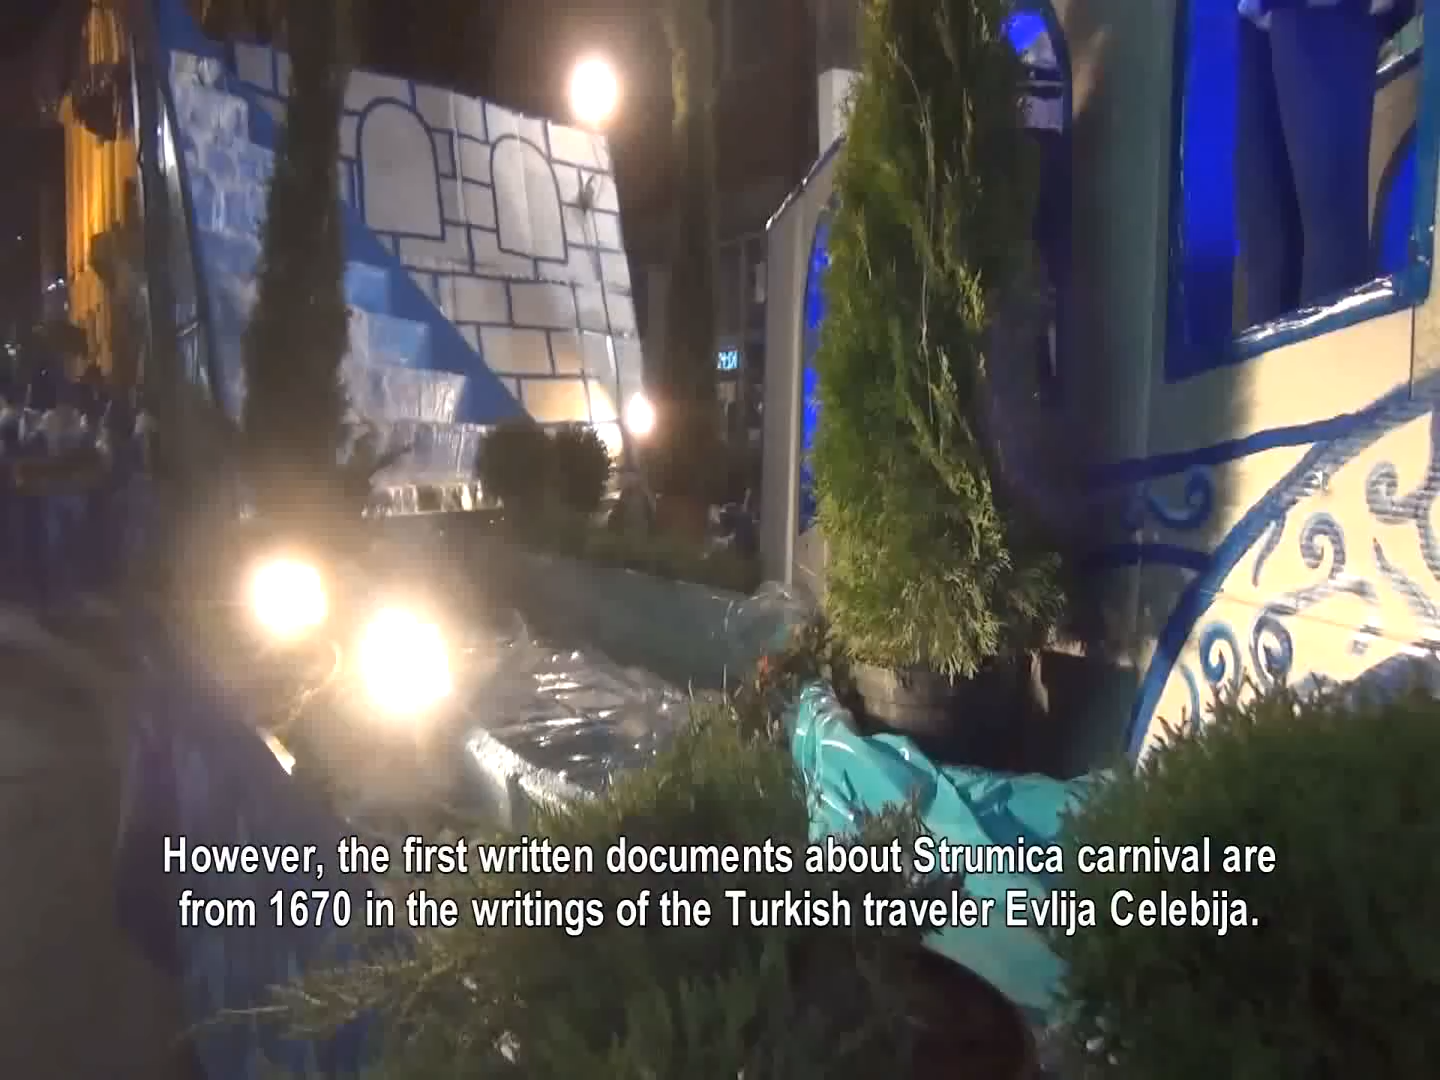 However, the first written documents about Strumica carnival are
from 1670 in the writings of the Turkish traveler Evlija Celebija.